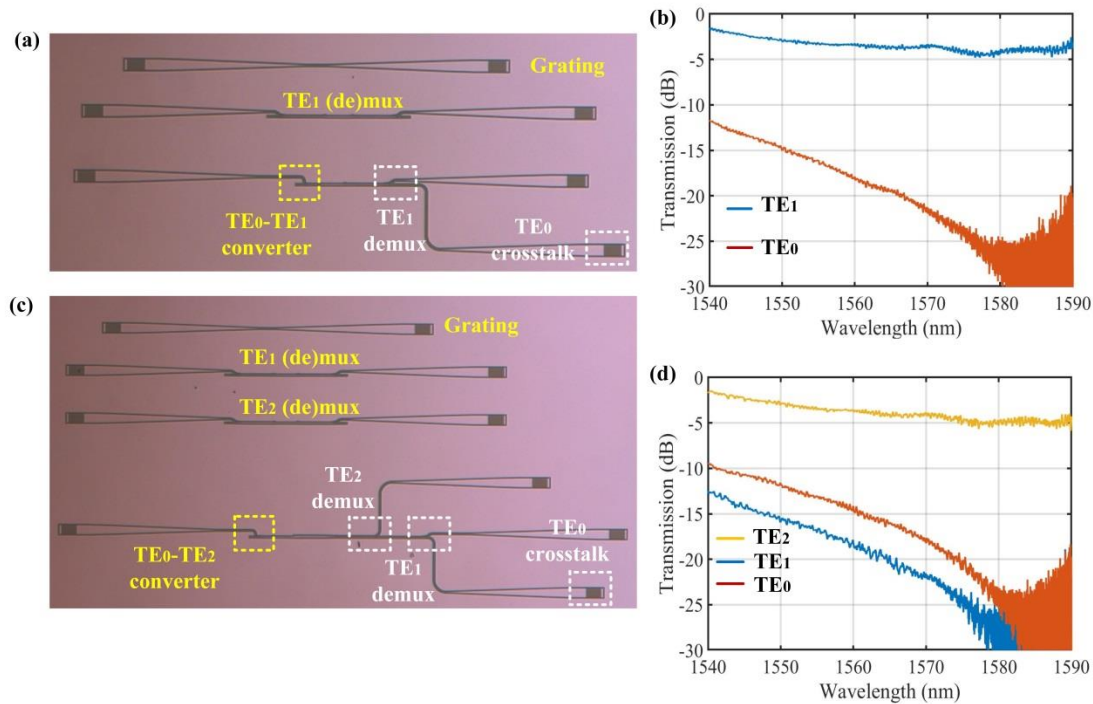 (a)
Grating
TE1 (de)mux
TE0-TE1
converter
TE1
demux
TE0
crosstalk
(b)
Transmission (dB)
0
-5
-10
-15
-20
-25
-30
TE1
TE0
1540 1550 1560 1570 1580 1590
Wavelength (nm)
(c)
Grating
TE1 (de)mux
TE2 (de)mux
TE2
demux
TE0-TE2
converter
TE1
demux
TE0
crosstalk
(d)
Transmission (dB)
0
-5
-10
-15
-20
-25
-30
TE2
TE1
TE0
1540 1550 1560 1570 1580 1590
Wavelength (nm)